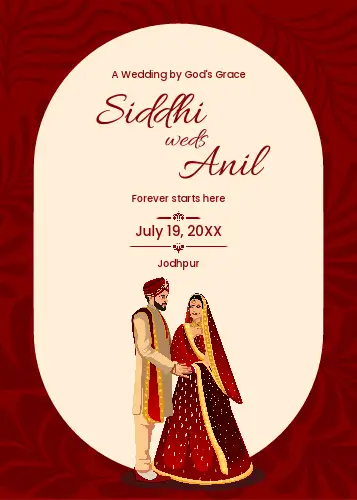 A Wedding by God's Grace
Siddhi
weds
Anil
Forever starts here
July 19, 20XX
Jodhpur